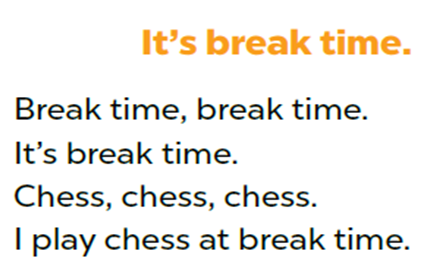 It's break time.
Break time, break time.
It's break time.
Chess, chess, chess.
I play chess at break time.